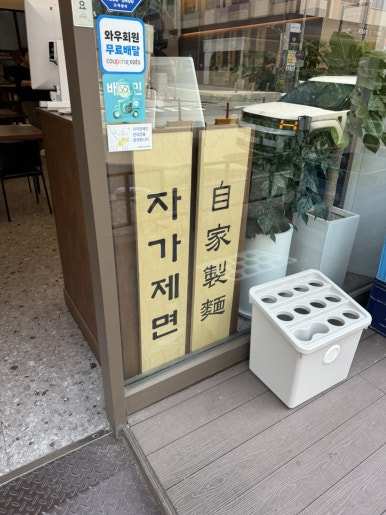 와우회원
무료배달
coupang eats
배민
자가제면
自家製麵